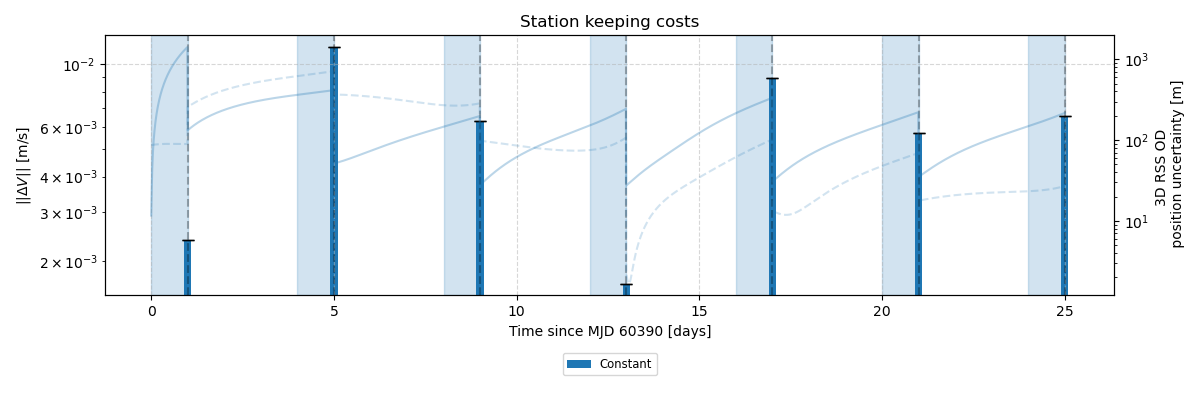 Station keeping costs
||ΔV|| [m/s]
10⁻²
6 × 10⁻³
4 × 10⁻³
3 × 10⁻³
2 × 10⁻³
10³
10²
10¹
3D RSS OD
position uncertainty [m]
0 5 10 15 20 25
Time since MJD 60390 [days]
Constant